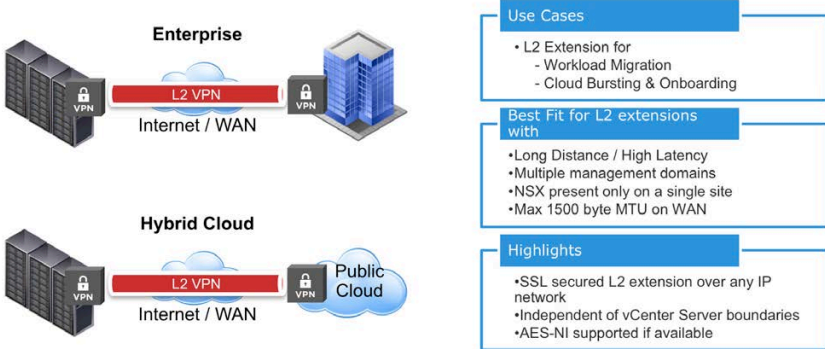 Enterprise
VPN
L2 VPN
VPN
Internet / WAN
Hybrid Cloud
VPN
L2 VPN
VPN
Public
Cloud
Internet / WAN
Use Cases
• L2 Extension for
- Workload Migration
- Cloud Bursting & Onboarding
Best Fit for L2 extensions
with
•Long Distance / High Latency
•Multiple management domains
•NSX present only on a single site
•Max 1500 byte MTU on WAN
Highlights
•SSL secured L2 extension over any IP
network
•Independent of vCenter Server boundaries
•AES-NI supported if available